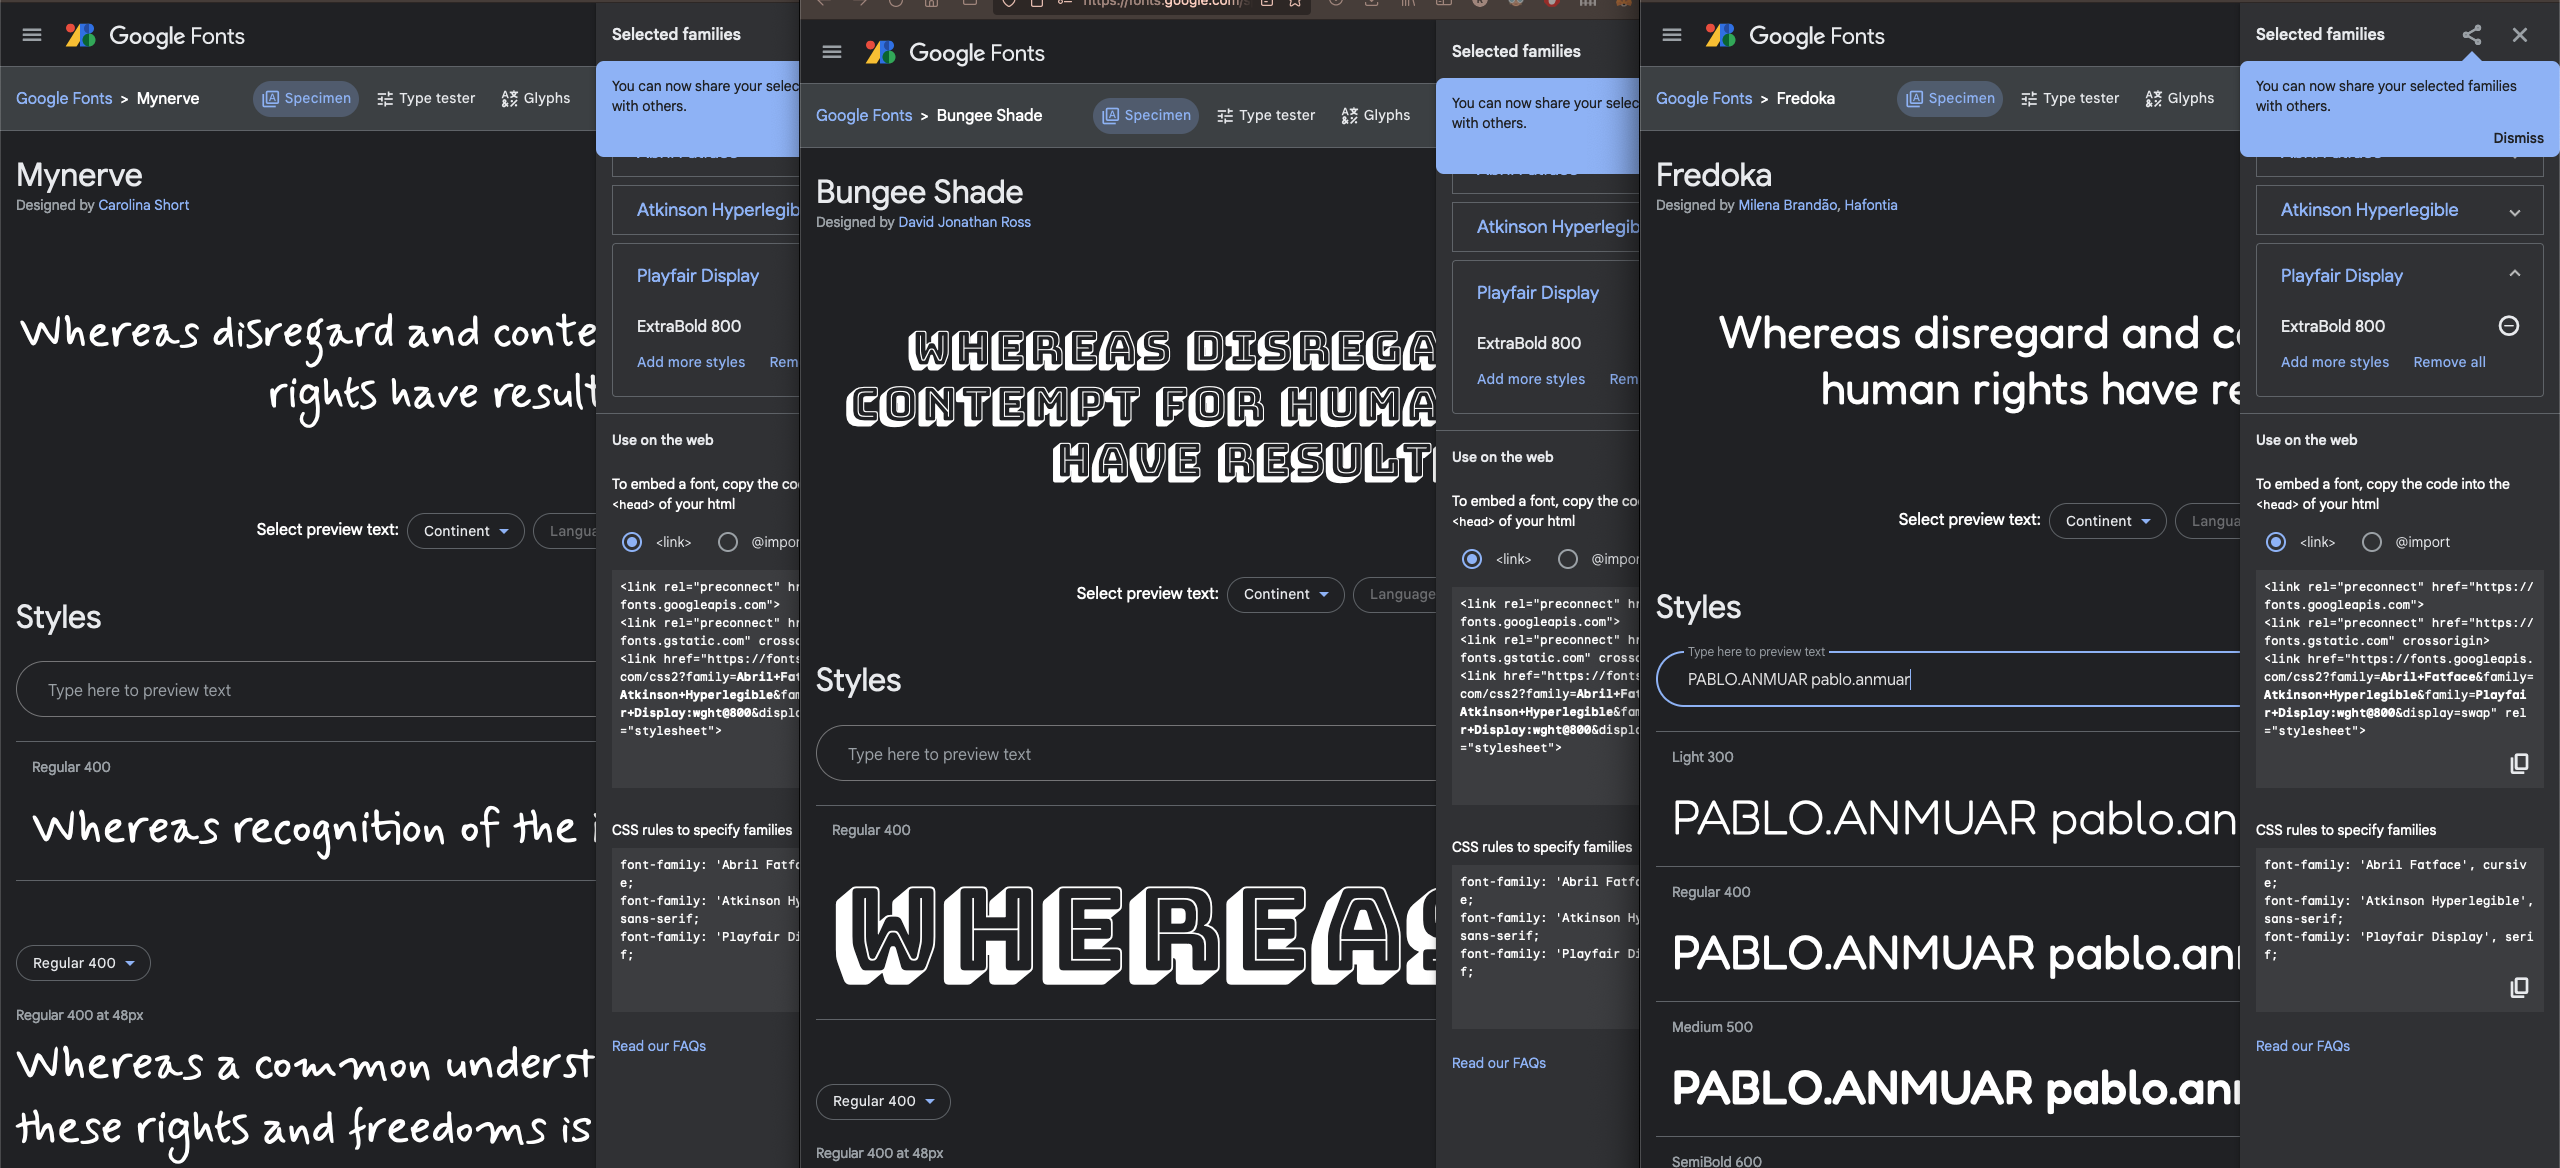 Google Fonts
Google Fonts > Mynerve
Specimen
Type tester
Glyphs
Mynerve
Designed by Carolina Short
Whereas disregard and conte
rights have result
Select preview text:
Continent
Langua
Styles
Type here to preview text
Regular 400
Whereas recognition of the i
Regular 400
Regular 400 at 48px
Whereas a common underst
these rights and freedoms is
Selected families
You can now share your selec
with others.
Atkinson Hyperlegib
Playfair Display
ExtraBold 800
Add more styles
Rem
Use on the web
To embed a font, copy the co
<head> of your html
<link>
@impor
<link rel="preconnect" hr
fonts.googleapis.com">
<link rel="preconnect" hr
fonts.gstatic.com" crosso
<link href="https://fonts
com/css2?family=Abril+Fat
Atkinson+Hyperlegible&fam
r+Display:wght@800&displa
="stylesheet">
CSS rules to specify families
font-family: 'Abril Fatfa
e;
font-family: 'Atkinson Hy
sans-serif;
font-family: 'Playfair Di
f;
Read our FAQs
https://fonts.google.com/s
Google Fonts
Google Fonts > Bungee Shade
Specimen
Type tester
Glyphs
Bungee Shade
Designed by David Jonathan Ross
WHEREAS DISREGA
CONTEMPT FOR HUMA
HAVE RESULT
Select preview text:
Continent
Language
Styles
Type here to preview text
Regular 400
WHEREAS
Regular 400
Regular 400 at 48px
Selected families
You can now share your selec
with others.
Atkinson Hyperlegib
Playfair Display
ExtraBold 800
Add more styles
Rem
Use on the web
To embed a font, copy the co
<head> of your html
<link>
@impor
<link rel="preconnect" hr
fonts.googleapis.com">
<link rel="preconnect" hr
fonts.gstatic.com" crosso
<link href="https://fonts
com/css2?family=Abril+Fat
Atkinson+Hyperlegible&fam
r+Display:wght@800&displa
="stylesheet">
CSS rules to specify families
font-family: 'Abril Fatfa
e;
font-family: 'Atkinson Hy
sans-serif;
font-family: 'Playfair Di
f;
Read our FAQs
Google Fonts
Google Fonts > Fredoka
Specimen
Type tester
Glyphs
Fredoka
Designed by Milena Brandão, Hafontia
Whereas disregard and co
human rights have re
Select preview text:
Continent
Langua
Styles
Type here to preview text
PABLO.ANMUAR pablo.anmuar
Light 300
PABLO.ANMUAR pablo.an
Regular 400
PABLO.ANMUAR pablo.anm
Medium 500
PABLO.ANMUAR pablo.anm
SemiBold 600
Selected families
You can now share your selected families
with others.
Dismiss
Atkinson Hyperlegible
Playfair Display
ExtraBold 800
Add more styles
Remove all
Use on the web
To embed a font, copy the code into the
<head> of your html
<link>
@import
<link rel="preconnect" href="https://
fonts.googleapis.com">
<link rel="preconnect" href="https://
fonts.gstatic.com" crossorigin>
<link href="https://fonts.googleapis.
com/css2?family=Abril+Fatface&family=
Atkinson+Hyperlegible&family=Playfai
r+Display:wght@800&display=swap" rel
="stylesheet">
CSS rules to specify families
font-family: 'Abril Fatface', cursiv
e;
font-family: 'Atkinson Hyperlegible',
sans-serif;
font-family: 'Playfair Display', seri
f;
Read our FAQs